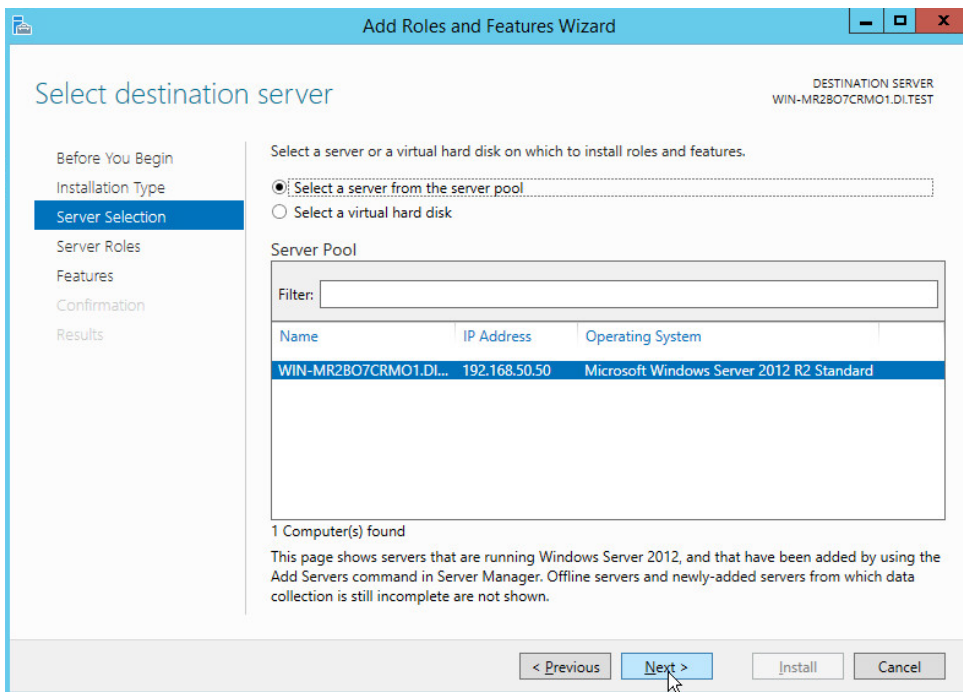 Add Roles and Features Wizard
Select destination server
DESTINATION SERVER
WIN-MR2BO7CRMO1.DI.TEST
Before You Begin
Installation Type
Server Selection
Server Roles
Features
Confirmation
Results
Select a server or a virtual hard disk on which to install roles and features.
Select a server from the server pool
Select a virtual hard disk
Server Pool
Filter:
Name IP Address Operating System
WIN-MR2BO7CRMO1.DI... 192.168.50.50 Microsoft Windows Server 2012 R2 Standard
1 Computer(s) found
This page shows servers that are running Windows Server 2012, and that have been added by using the
Add Servers command in Server Manager. Offline servers and newly-added servers from which data
collection is still incomplete are not shown.
< Previous Next > Install Cancel